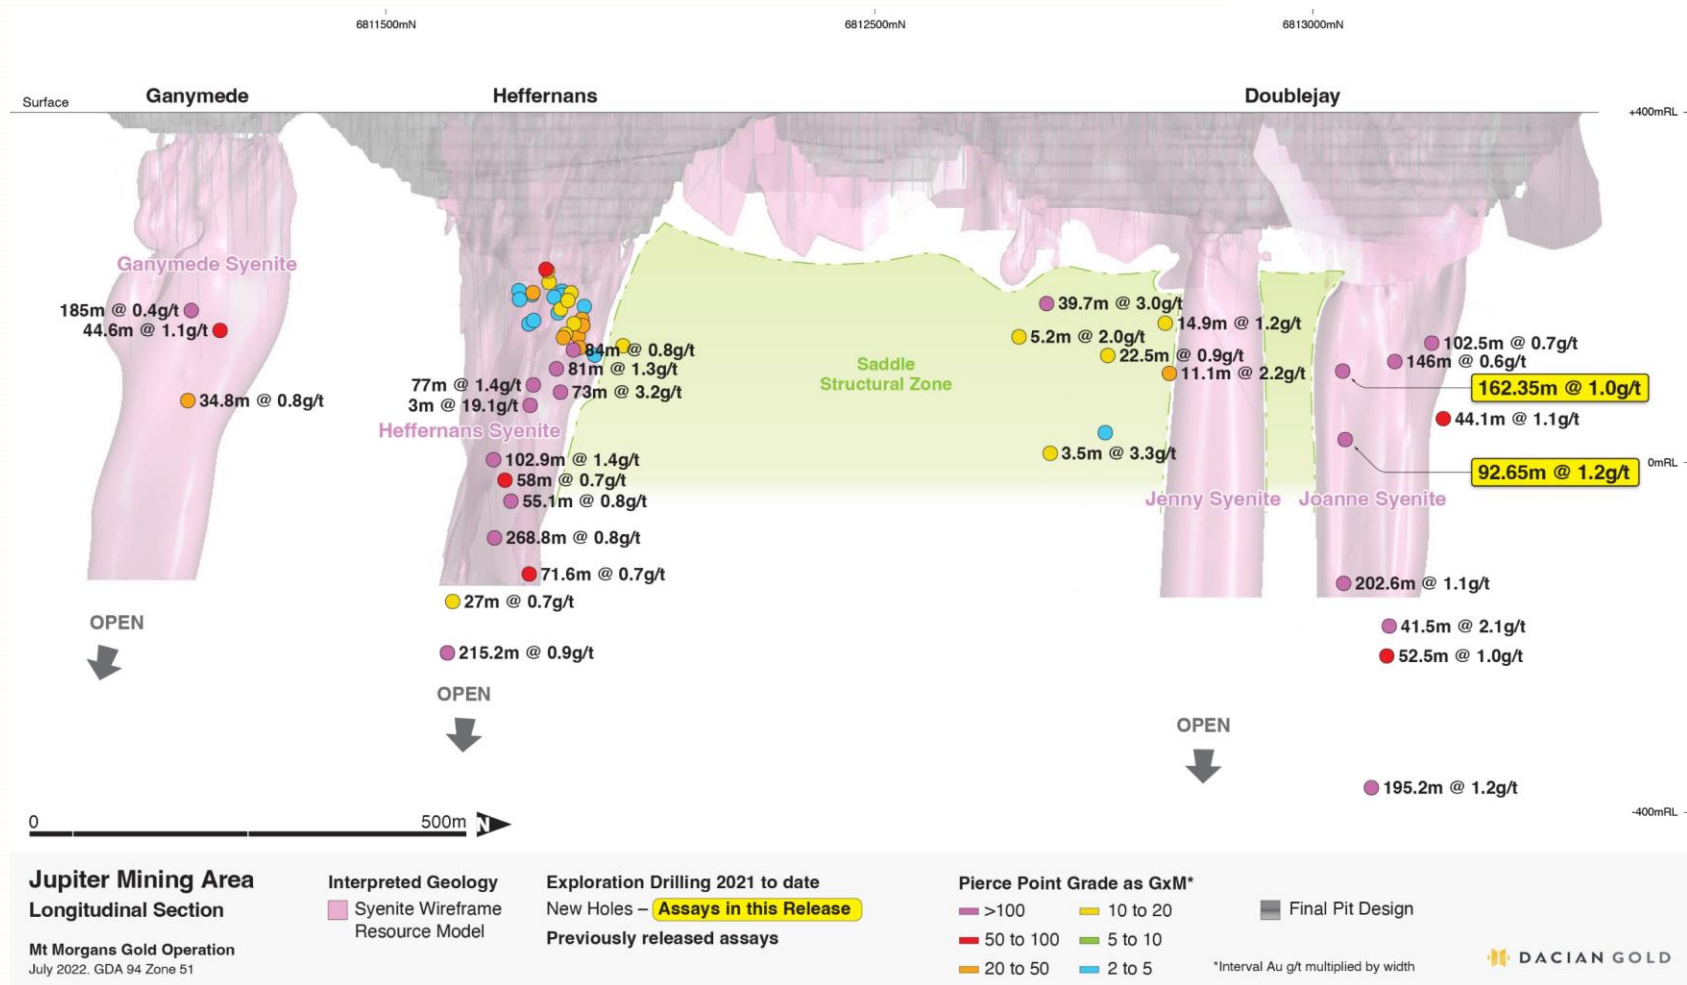 6811500mN
6812500mN
6813000mN
Surface
Ganymede
Heffernans
Doublejay
+400mRL
Ganymede Syenite
185m @ 0.4g/t
44.6m @ 1.1g/t
34.8m @ 0.8g/t
84m @ 0.8g/t
81m @ 1.3g/t
77m @ 1.4g/t
73m @ 3.2g/t
3m @ 19.1g/t
Heffernans Syenite
102.9m @ 1.4g/t
58m @ 0.7g/t
55.1m @ 0.8g/t
268.8m @ 0.8g/t
71.6m @ 0.7g/t
27m @ 0.7g/t
215.2m @ 0.9g/t
Saddle
Structural Zone
39.7m @ 3.0g/t
14.9m @ 1.2g/t
5.2m @ 2.0g/t
22.5m @ 0.9g/t
11.1m @ 2.2g/t
3.5m @ 3.3g/t
Jenny Syenite
Joanne Syenite
102.5m @ 0.7g/t
146m @ 0.6g/t
162.35m @ 1.0g/t
44.1m @ 1.1g/t
0mRL
92.65m @ 1.2g/t
202.6m @ 1.1g/t
41.5m @ 2.1g/t
52.5m @ 1.0g/t
195.2m @ 1.2g/t
OPEN
OPEN
OPEN
-400mRL
0
500m
N
Jupiter Mining Area
Longitudinal Section
Mt Morgans Gold Operation
July 2022. GDA 94 Zone 51
Interpreted Geology
Syenite Wireframe
Resource Model
Exploration Drilling 2021 to date
New Holes – Assays in this Release
Previously released assays
Pierce Point Grade as GxM*
>100
50 to 100
20 to 50
10 to 20
5 to 10
2 to 5
Final Pit Design
*Interval Au g/t multiplied by width
DACIAN GOLD